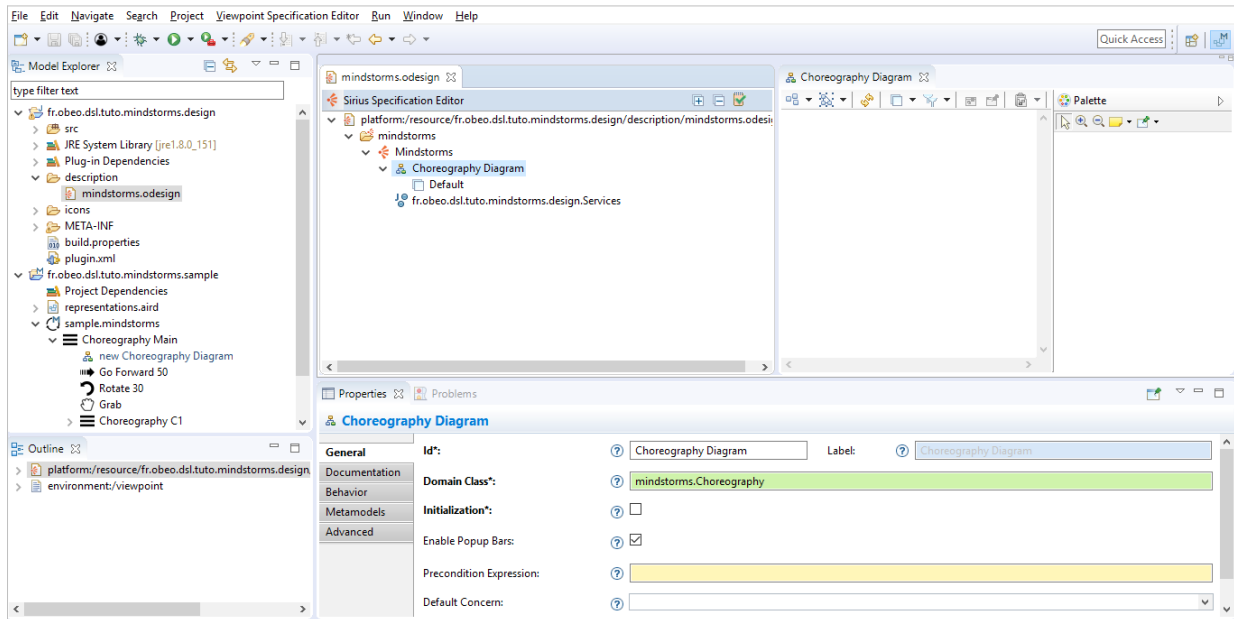 File Edit Navigate Search Project Viewpoint Specification Editor Run Window Help
Quick Access
Model Explorer
type filter text
fr.obeo.dsl.tuto.mindstorms.design
src
JRE System Library [jre1.8.0_151]
Plug-in Dependencies
description
mindstorms.odesign
icons
META-INF
build.properties
plugin.xml
fr.obeo.dsl.tuto.mindstorms.sample
Project Dependencies
representations.aird
sample.mindstorms
Choreography Main
new Choreography Diagram
Go Forward 50
Rotate 30
Grab
Choreography C1
Outline
platform:/resource/fr.obeo.dsl.tuto.mindstorms.design
environment:/viewpoint
mindstorms.odesign
Sirius Specification Editor
platform:/resource/fr.obeo.dsl.tuto.mindstorms.design/description/mindstorms.odesi
mindstorms
Mindstorms
Choreography Diagram
Default
fr.obeo.dsl.tuto.mindstorms.design.Services
Choreography Diagram
Palette
Properties Problems
Choreography Diagram
General
Documentation
Behavior
Metamodels
Advanced
Id*: Choreography Diagram Label: Choreography Diagram
Domain Class*: mindstorms.Choreography
Initialization*:
Enable Popup Bars:
Precondition Expression:
Default Concern: